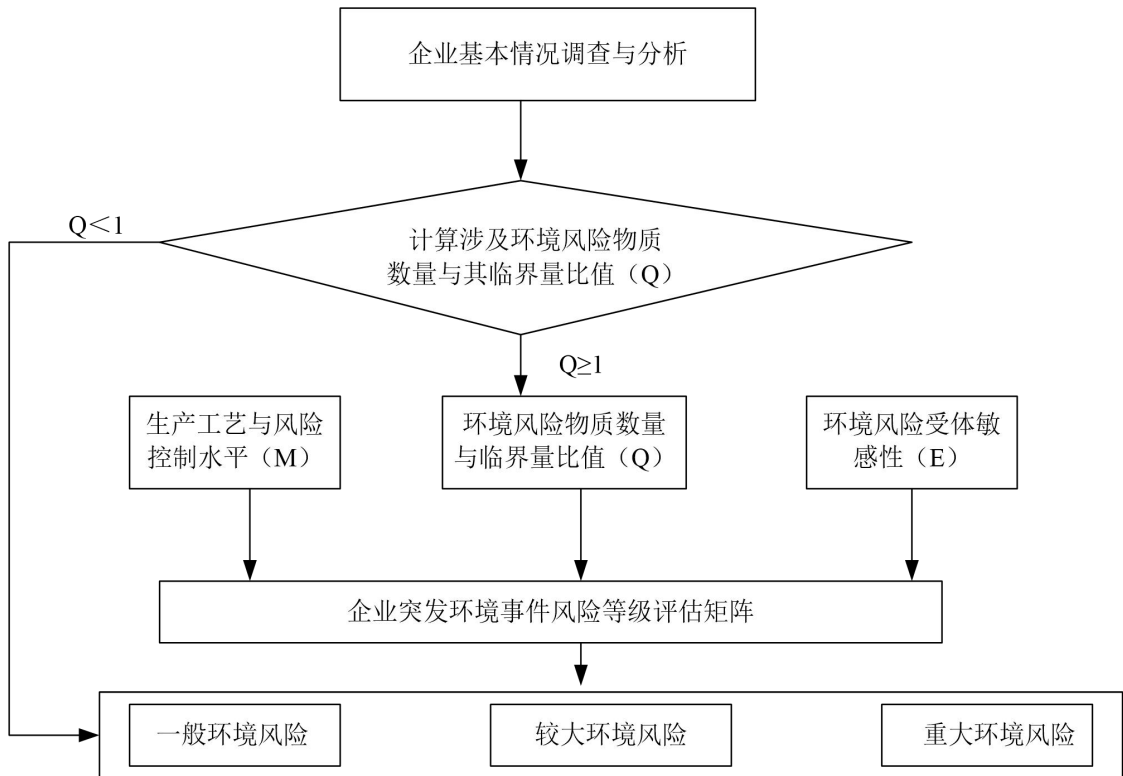 企业基本情况调查与分析
Q＜1
计算涉及环境风险物质
数量与其临界量比值（Q）
Q≥1
生产工艺与风险
控制水平（M）
环境风险物质数量
与临界量比值（Q）
环境风险受体敏
感性（E）
企业突发环境事件风险等级评估矩阵
一般环境风险
较大环境风险
重大环境风险